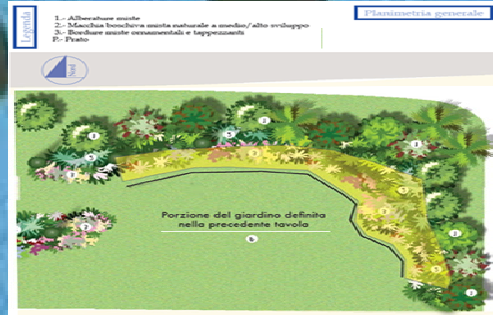 Planimetria generale
Legenda
1.- Alberature miste
2.- Macchia boschiva mista naturale a medio/alto sviluppo
3.- Bordure miste ornamentali e tappezzanti
P.- Prato
Nord
Porzione del giardino definita
nella precedente tavola